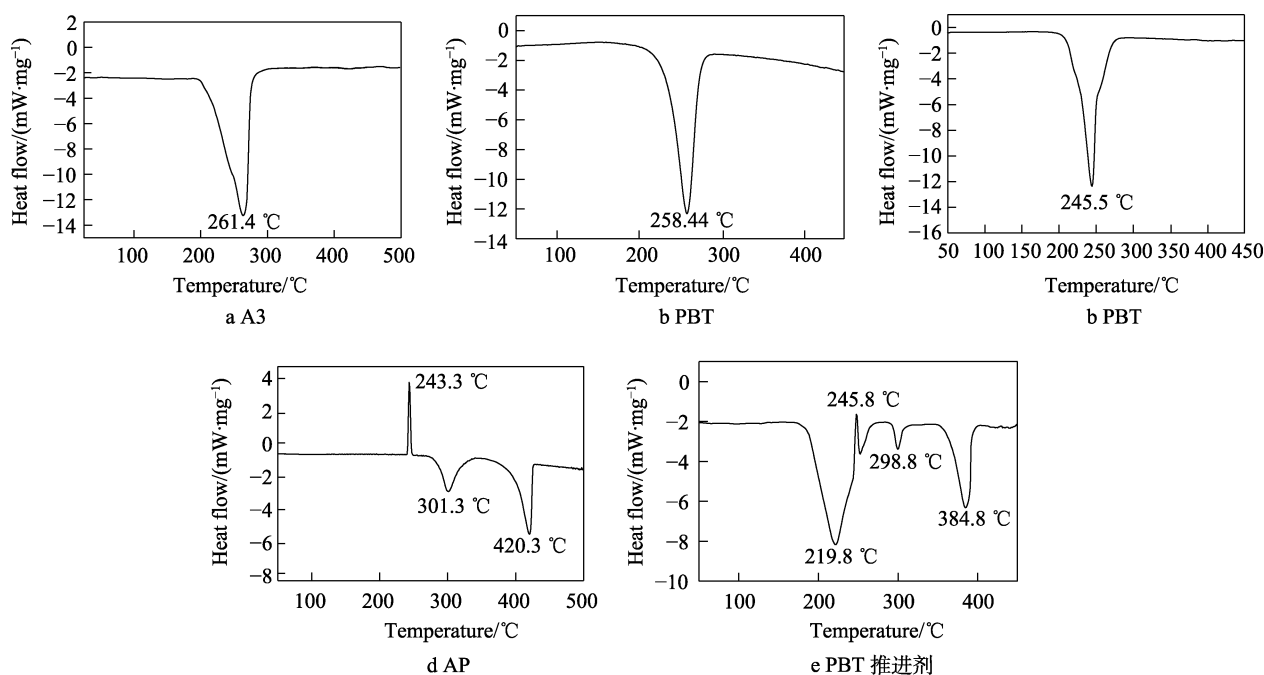 2
0
−2
−4
−6
−8
−10
−12
−14
Heat flow/(mW·mg⁻¹)
261.4 ℃
100 200 300 400 500
Temperature/℃
a A3
0
−2
−4
−6
−8
−10
−12
−14
Heat flow/(mW·mg⁻¹)
258.44 ℃
100 200 300 400
Temperature/℃
b PBT
0
−2
−4
−6
−8
−10
−12
−14
−16
Heat flow/(mW·mg⁻¹)
245.5 ℃
50 100 150 200 250 300 350 400 450
Temperature/℃
b PBT
4
2
0
−2
−4
−6
−8
Heat flow/(mW·mg⁻¹)
243.3 ℃
301.3 ℃
420.3 ℃
100 200 300 400 500
Temperature/℃
d AP
0
−2
−4
−6
−8
−10
Heat flow/(mW·mg⁻¹)
245.8 ℃
298.8 ℃
384.8 ℃
219.8 ℃
100 200 300 400
Temperature/℃
e PBT 推进剂